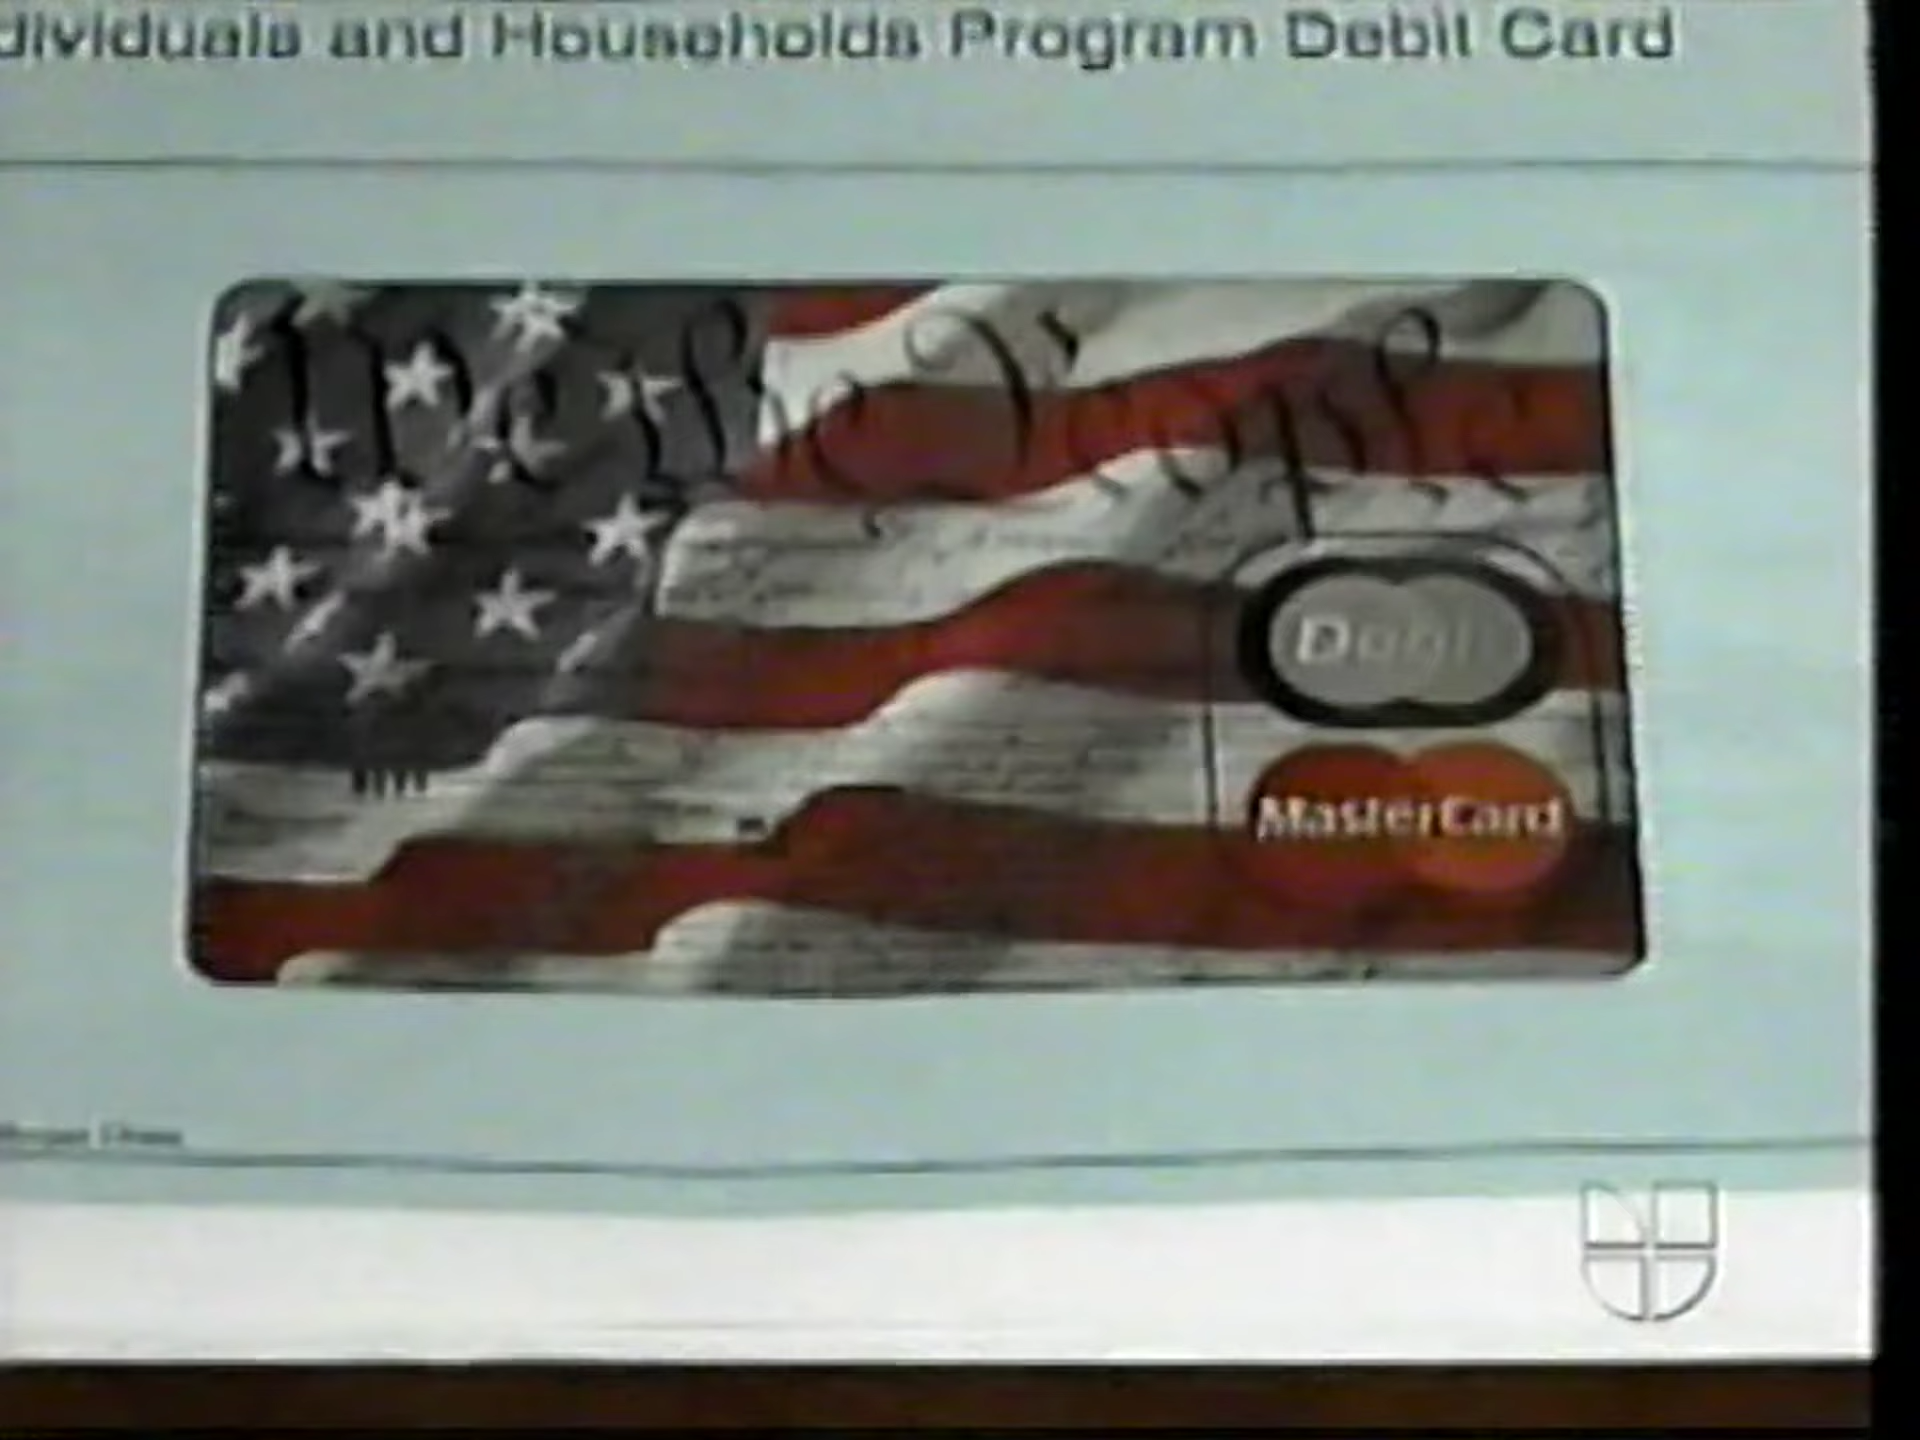 dividuals and Households Program Debit Card
We the People
Debit
MasterCard